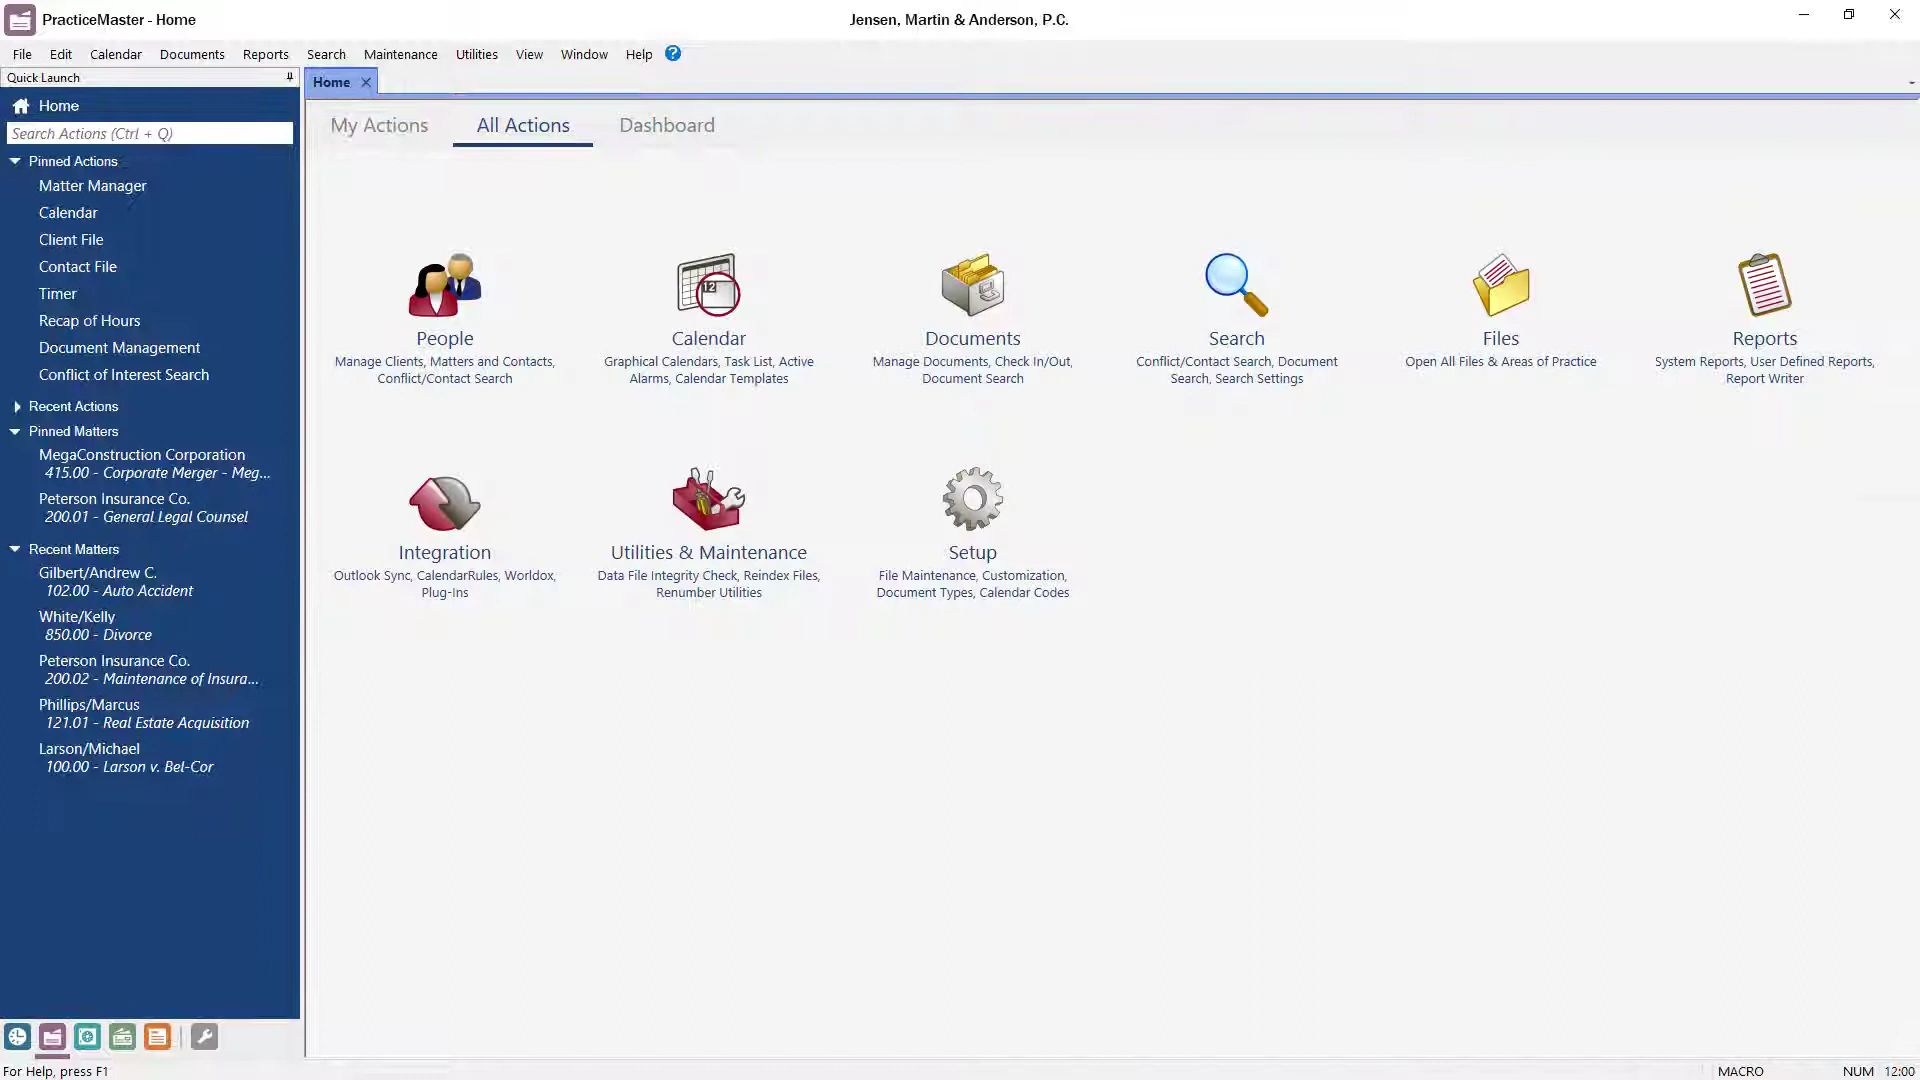 PracticeMaster - Home
Jensen, Martin & Anderson, P.C.
File Edit Calendar Documents Reports Search Maintenance Utilities View Window Help ?
Quick Launch
Home
Search Actions (Ctrl + Q)
Pinned Actions
Matter Manager
Calendar
Client File
Contact File
Timer
Recap of Hours
Document Management
Conflict of Interest Search
Recent Actions
Pinned Matters
MegaConstruction Corporation
415.00 - Corporate Merger - Meg...
Peterson Insurance Co.
200.01 - General Legal Counsel
Recent Matters
Gilbert/Andrew C.
102.00 - Auto Accident
White/Kelly
850.00 - Divorce
Peterson Insurance Co.
200.02 - Maintenance of Insura...
Phillips/Marcus
121.01 - Real Estate Acquisition
Larson/Michael
100.00 - Larson v. Bel-Cor
Home
My Actions All Actions Dashboard
People
Manage Clients, Matters and Contacts,
Conflict/Contact Search
12
Calendar
Graphical Calendars, Task List, Active
Alarms, Calendar Templates
Documents
Manage Documents, Check In/Out,
Document Search
Search
Conflict/Contact Search, Document
Search, Search Settings
Files
Open All Files & Areas of Practice
Reports
System Reports, User Defined Reports,
Report Writer
Integration
Outlook Sync, CalendarRules, Worldox,
Plug-Ins
Utilities & Maintenance
Data File Integrity Check, Reindex Files,
Renumber Utilities
Setup
File Maintenance, Customization,
Document Types, Calendar Codes
For Help, press F1
MACRO NUM 12:00